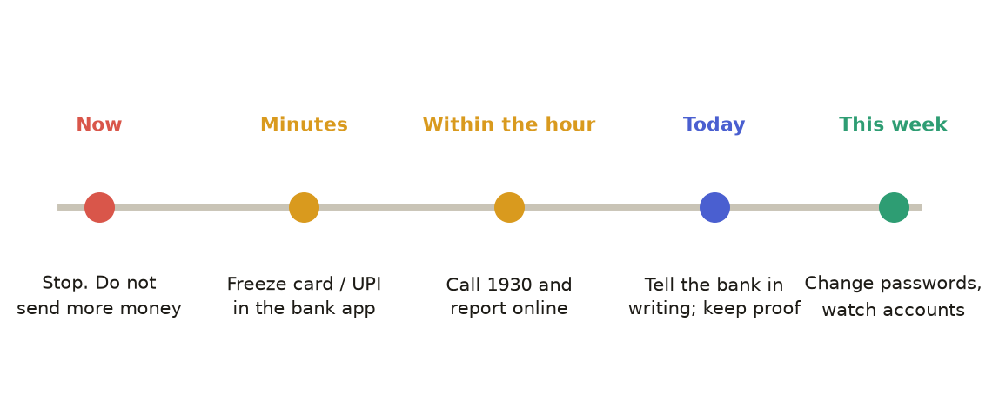 Now
Minutes
Within the hour
Today
This week
Stop. Do not
send more money
Freeze card / UPI
in the bank app
Call 1930 and
report online
Tell the bank in
writing; keep proof
Change passwords,
watch accounts